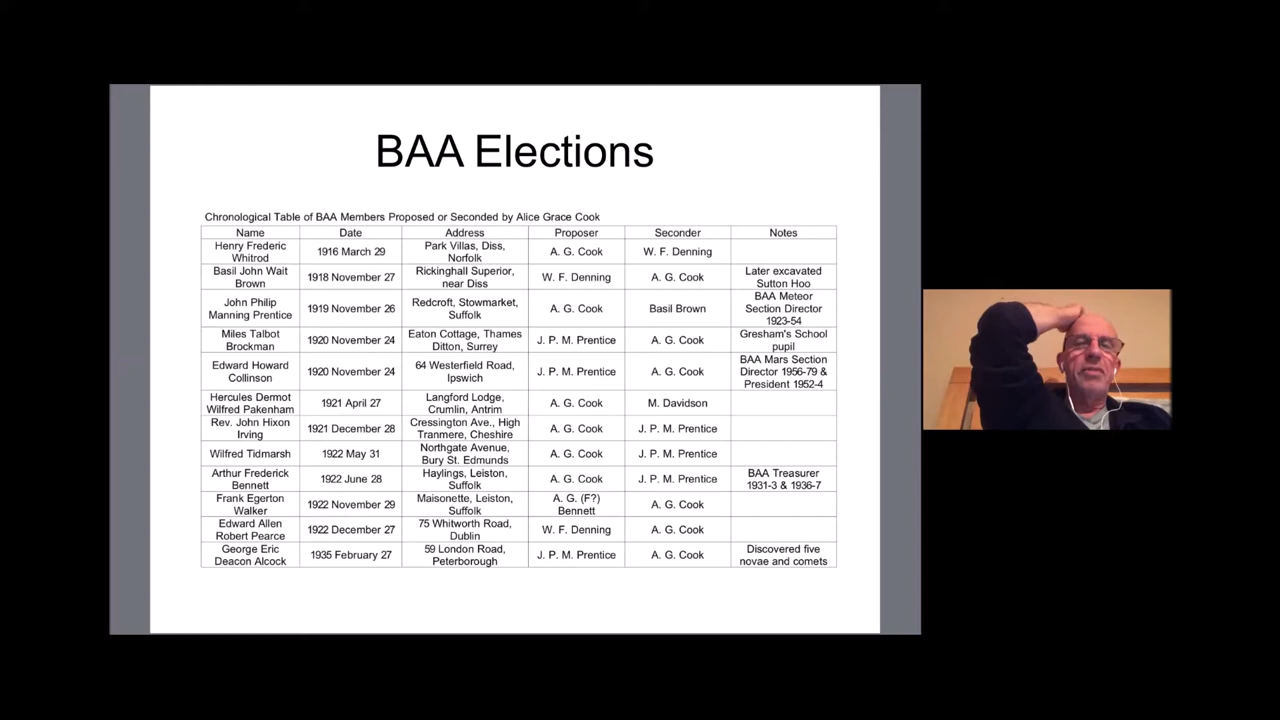 BAA Elections
Chronological Table of BAA Members Proposed or Seconded by Alice Grace Cook
Name Date Address Proposer Seconder Notes
Henry Frederic Whitrod 1916 March 29 Park Villas, Diss, Norfolk A. G. Cook W. F. Denning
Basil John Wait Brown 1918 November 27 Rickinghall Superior, near Diss W. F. Denning A. G. Cook Later excavated Sutton Hoo
John Philip Manning Prentice 1919 November 26 Redcroft, Stowmarket, Suffolk A. G. Cook Basil Brown BAA Meteor Section Director 1923-54
Miles Talbot Brockman 1920 November 24 Eaton Cottage, Thames Ditton, Surrey J. P. M. Prentice A. G. Cook Gresham's School pupil
Edward Howard Collinson 1920 November 24 64 Westerfield Road, Ipswich J. P. M. Prentice A. G. Cook BAA Mars Section Director 1956-79 & President 1952-4
Hercules Dermot Wilfred Pakenham 1921 April 27 Langford Lodge, Crumlin, Antrim A. G. Cook M. Davidson
Rev. John Hixon Irving 1921 December 28 Cressington Ave., High Tranmere, Cheshire A. G. Cook J. P. M. Prentice
Wilfred Tidmarsh 1922 May 31 Northgate Avenue, Bury St. Edmunds A. G. Cook J. P. M. Prentice
Arthur Frederick Bennett 1922 June 28 Haylings, Leiston, Suffolk A. G. Cook J. P. M. Prentice BAA Treasurer 1931-3 & 1936-7
Frank Egerton Walker 1922 November 29 Maisonette, Leiston, Suffolk A. G. (F?) Bennett A. G. Cook
Edward Allen Robert Pearce 1922 December 27 75 Whitworth Road, Dublin W. F. Denning A. G. Cook
George Eric Deacon Alcock 1935 February 27 59 London Road, Peterborough J. P. M. Prentice A. G. Cook Discovered five novae and comets